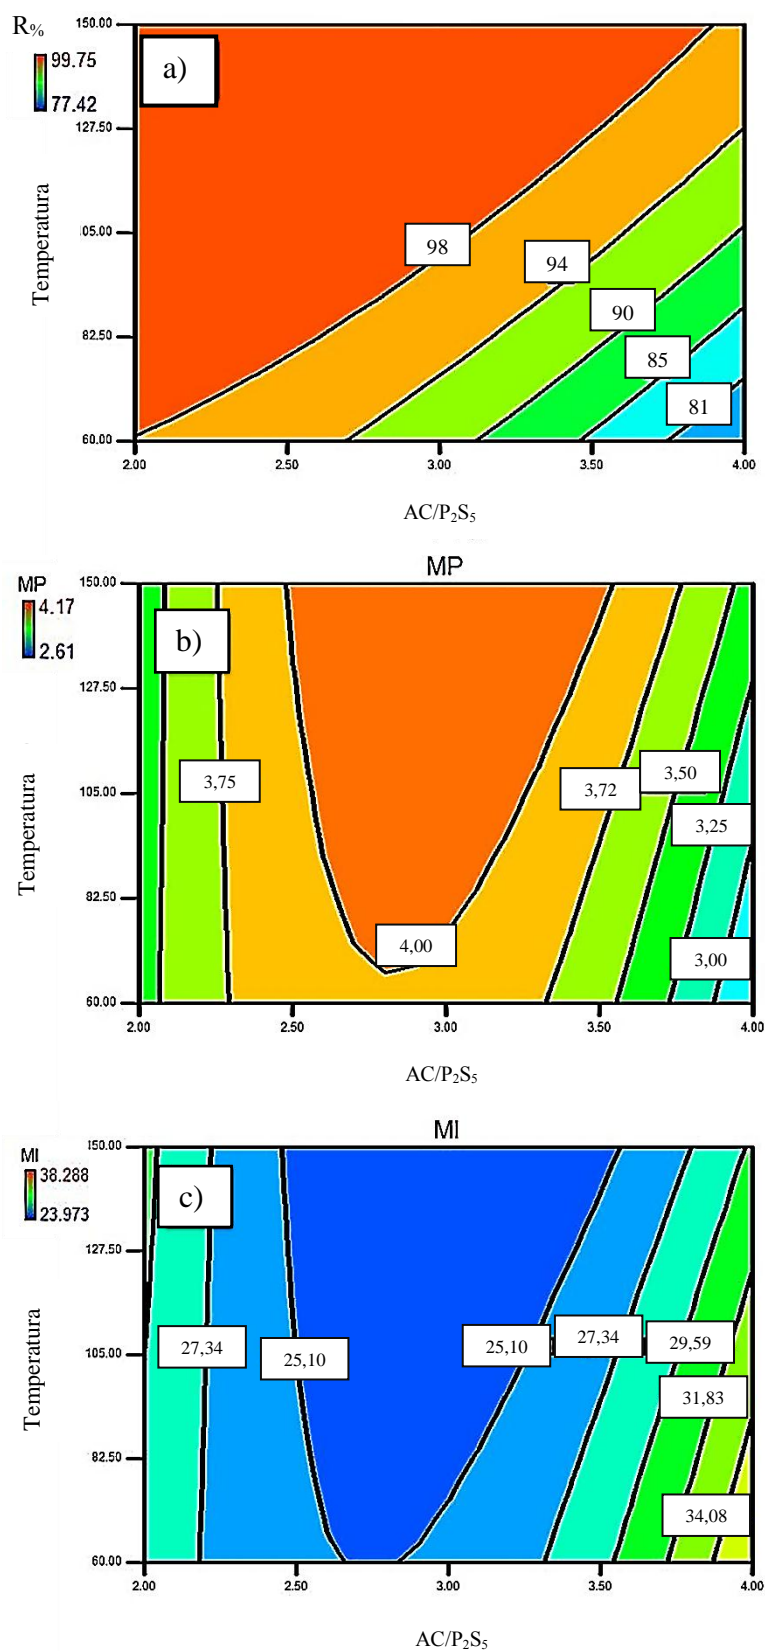 R%
99.75
77.42
a)
150.00
127.50
105.00
82.50
60.00
Temperatura
98
94
90
85
81
2.00 2.50 3.00 3.50 4.00
AC/P₂S₅
MP
MP
4.17
2.61
b)
150.00
127.50
105.00
82.50
60.00
Temperatura
3,75
4,00
3,72
3,50
3,25
3,00
2.00 2.50 3.00 3.50 4.00
AC/P₂S₅
MI
MI
38.288
23.973
c)
150.00
127.50
105.00
82.50
60.00
Temperatura
27,34
25,10
25,10
27,34
29,59
31,83
34,08
2.00 2.50 3.00 3.50 4.00
AC/P₂S₅